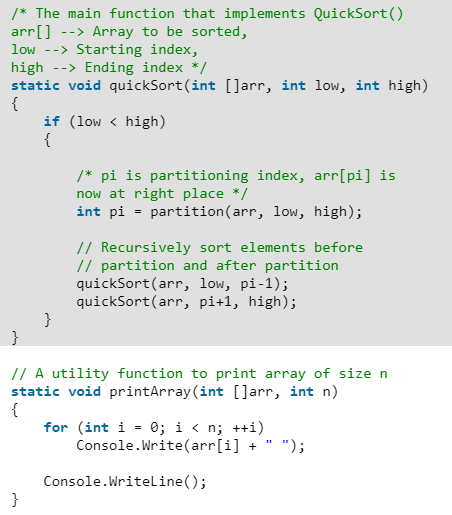 /* The main function that implements QuickSort()
arr[] --> Array to be sorted,
low --> Starting index,
high --> Ending index */
static void quickSort(int []arr, int low, int high)
{
    if (low < high)
    {

        /* pi is partitioning index, arr[pi] is
        now at right place */
        int pi = partition(arr, low, high);

        // Recursively sort elements before
        // partition and after partition
        quickSort(arr, low, pi-1);
        quickSort(arr, pi+1, high);
    }
}

// A utility function to print array of size n
static void printArray(int []arr, int n)
{
    for (int i = 0; i < n; ++i)
        Console.Write(arr[i] + " ");

    Console.WriteLine();
}